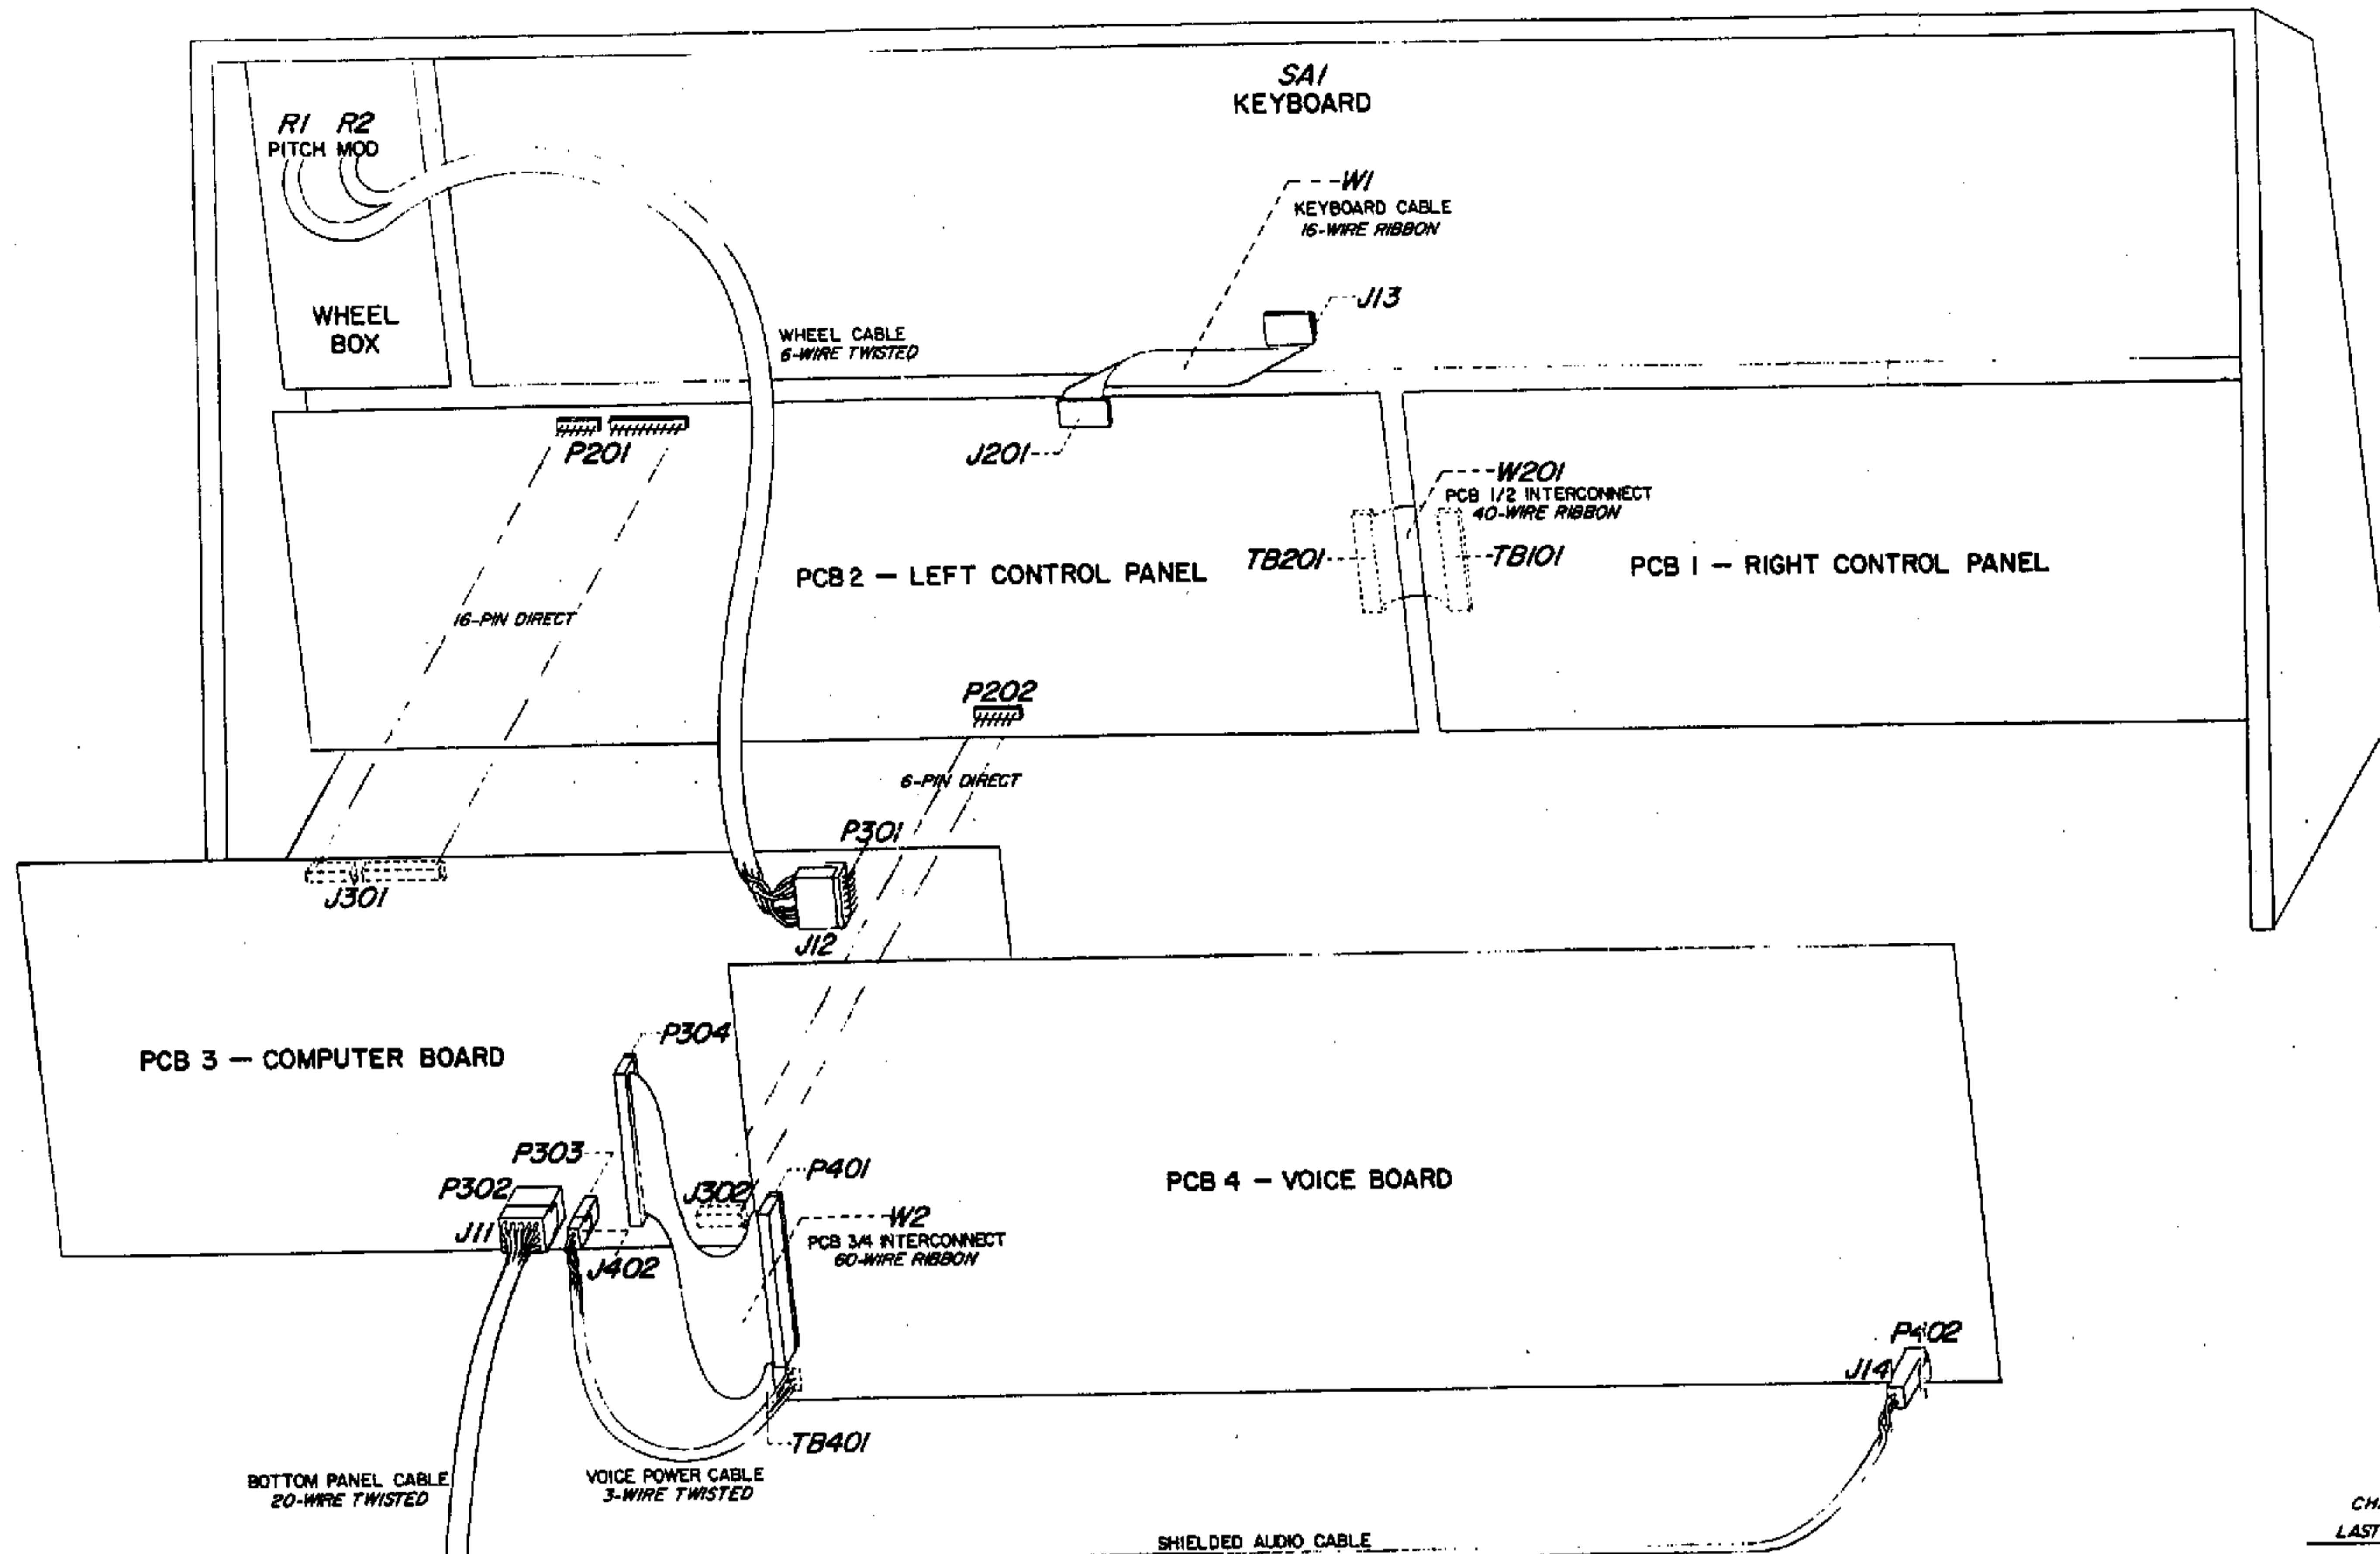 SA1
KEYBOARD
R1 R2
PITCH MOD
W1
KEYBOARD CABLE
16-WIRE RIBBON
J13
WHEEL
BOX
WHEEL CABLE
6-WIRE TWISTED
P201
J201
W201
PCB 1/2 INTERCONNECT
40-WIRE RIBBON
TB201
TB101
PCB 2 — LEFT CONTROL PANEL
PCB 1 — RIGHT CONTROL PANEL
16-PIN DIRECT
P202
6-PIN DIRECT
P301
J301
J12
P304
PCB 3 — COMPUTER BOARD
P303
P401
PCB 4 — VOICE BOARD
P302
J302
W2
J11
PCB 3/4 INTERCONNECT
60-WIRE RIBBON
J402
P402
J14
TB401
BOTTOM PANEL CABLE
20-WIRE TWISTED
VOICE POWER CABLE
3-WIRE TWISTED
SHIELDED AUDIO CABLE
LAST